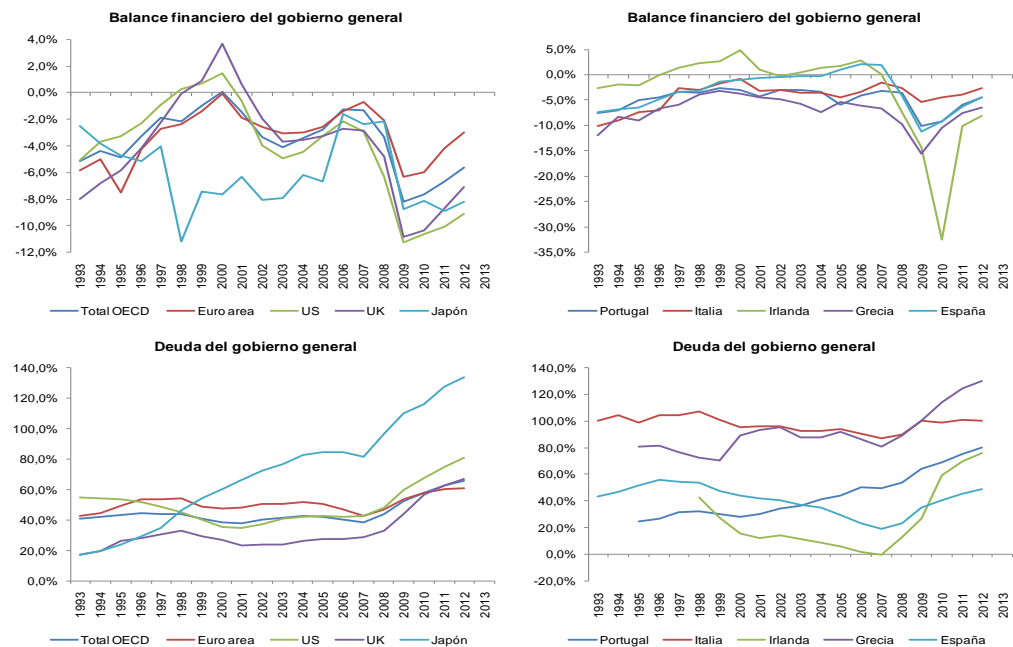 Balance financiero del gobierno general
4,0%
2,0%
0,0%
-2,0%
-4,0%
-6,0%
-8,0%
-10,0%
-12,0%
1993 1994 1995 1996 1997 1998 1999 2000 2001 2002 2003 2004 2005 2006 2007 2008 2009 2010 2011 2012 2013
Total OECD Euro area US UK Japón
Balance financiero del gobierno general
5,0%
0,0%
-5,0%
-10,0%
-15,0%
-20,0%
-25,0%
-30,0%
-35,0%
1993 1994 1995 1996 1997 1998 1999 2000 2001 2002 2003 2004 2005 2006 2007 2008 2009 2010 2011 2012 2013
Portugal Italia Irlanda Grecia España
Deuda del gobierno general
140,0%
120,0%
100,0%
80,0%
60,0%
40,0%
20,0%
0,0%
1993 1994 1995 1996 1997 1998 1999 2000 2001 2002 2003 2004 2005 2006 2007 2008 2009 2010 2011 2012 2013
Total OECD Euro area US UK Japón
Deuda del gobierno general
140,0%
120,0%
100,0%
80,0%
60,0%
40,0%
20,0%
0,0%
-20,0%
1993 1994 1995 1996 1997 1998 1999 2000 2001 2002 2003 2004 2005 2006 2007 2008 2009 2010 2011 2012 2013
Portugal Italia Irlanda Grecia España